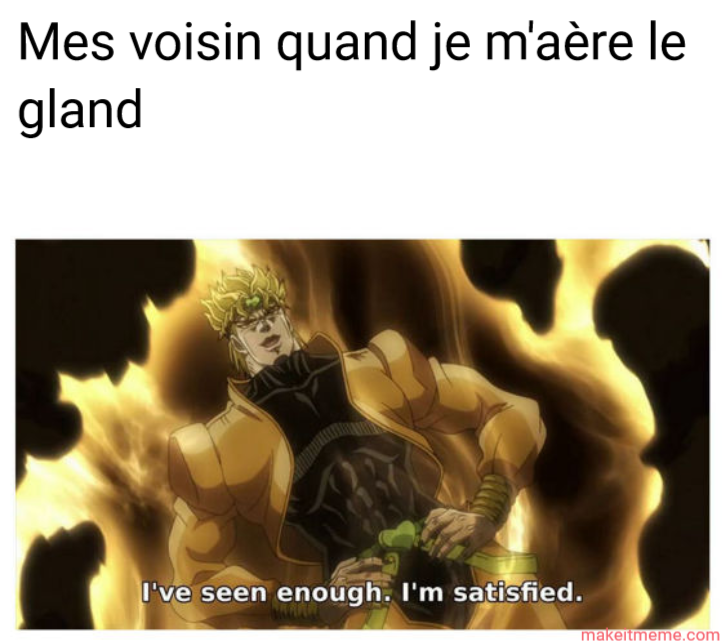 Mes voisin quand je m'aère le
gland
I've seen enough. I'm satisfied.
makeitmeme.com